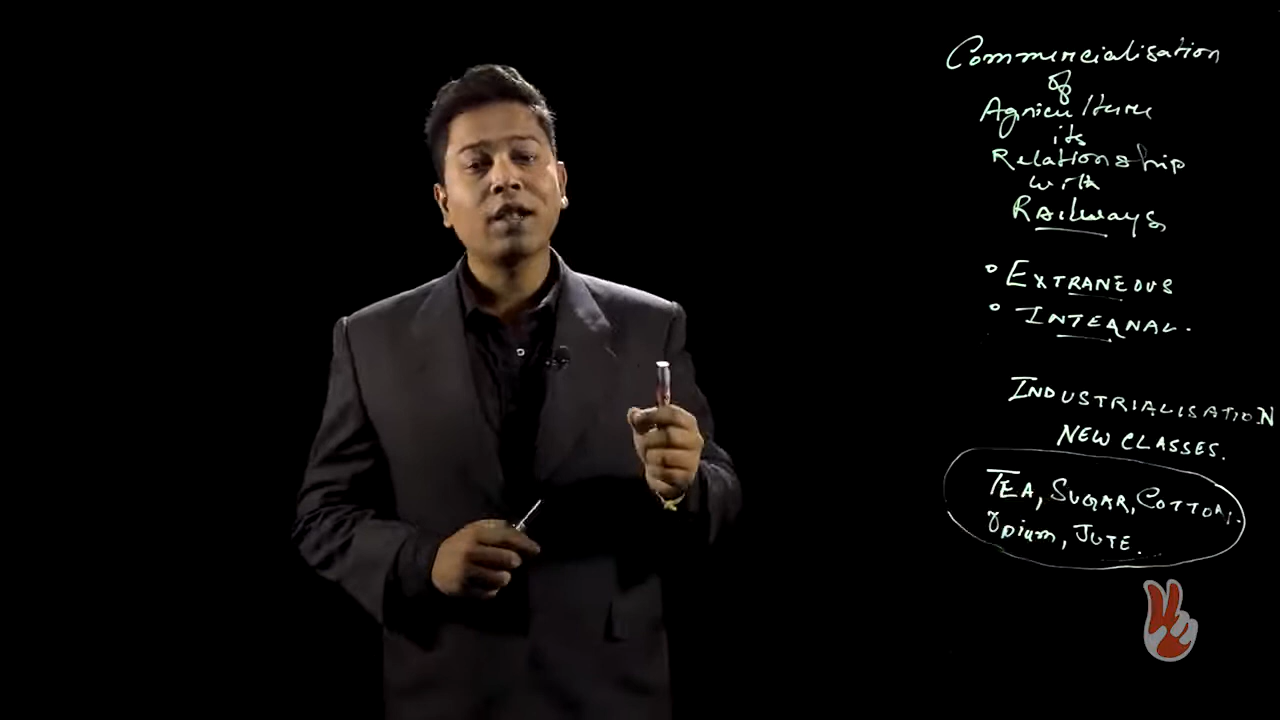 Commercialisation
of
Agriculture
its
Relationship
with
Railways
• EXTRANEOUS
• INTERNAL.
INDUSTRIALISATION
NEW CLASSES.
TEA, SUGAR, COTTON,
Opium, JUTE...